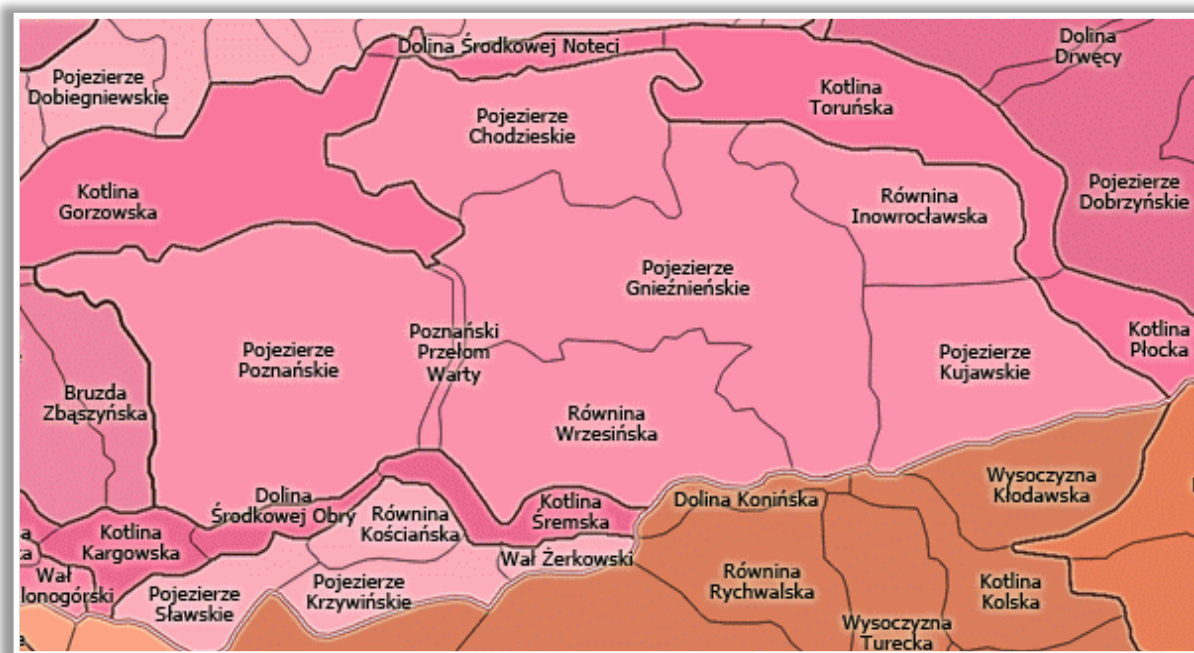 Dolina Środkowej Noteci
Dolina
Drwęcy
Pojezierze
Dobiegniewskie
Pojezierze
Chodzieskie
Kotlina
Toruńska
Kotlina
Gorzowska
Równina
Inowrocławska
Pojezierze
Dobrzyńskie
Pojezierze
Gnieźnieńskie
Poznański
Przełom
Warty
Pojezierze
Poznańskie
Pojezierze
Kujawskie
Kotlina
Płocka
Bruzda
Zbąszyńska
Równina
Wrzesińska
Wysoczyzna
Kłodawska
Dolina
Środkowej Obry
Równina
Kościańska
Kotlina
Śremska
Dolina Konińska
Kotlina
Kargowska
Wał Żerkowski
Wał
lonogórski
Pojezierze
Sławskie
Pojezierze
Krzywińskie
Równina
Rychwalska
Kotlina
Kolska
Wysoczyzna
Turecka